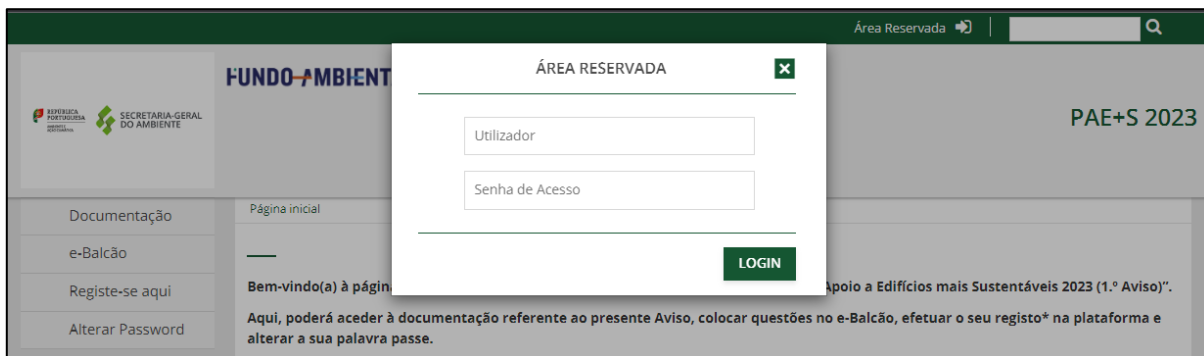 Área Reservada
FUNDO AMBIENT
REPÚBLICA
PORTUGUESA
SECRETARIA-GERAL
DO AMBIENTE
PAE+S 2023
ÁREA RESERVADA
Utilizador
Senha de Acesso
LOGIN
Documentação
e-Balcão
Registe-se aqui
Alterar Password
Página inicial
Bem-vindo(a) à págin Apoio a Edifícios mais Sustentáveis 2023 (1.º Aviso)”.
Aqui, poderá aceder à documentação referente ao presente Aviso, colocar questões no e-Balcão, efetuar o seu registo* na plataforma e
alterar a sua palavra passe.